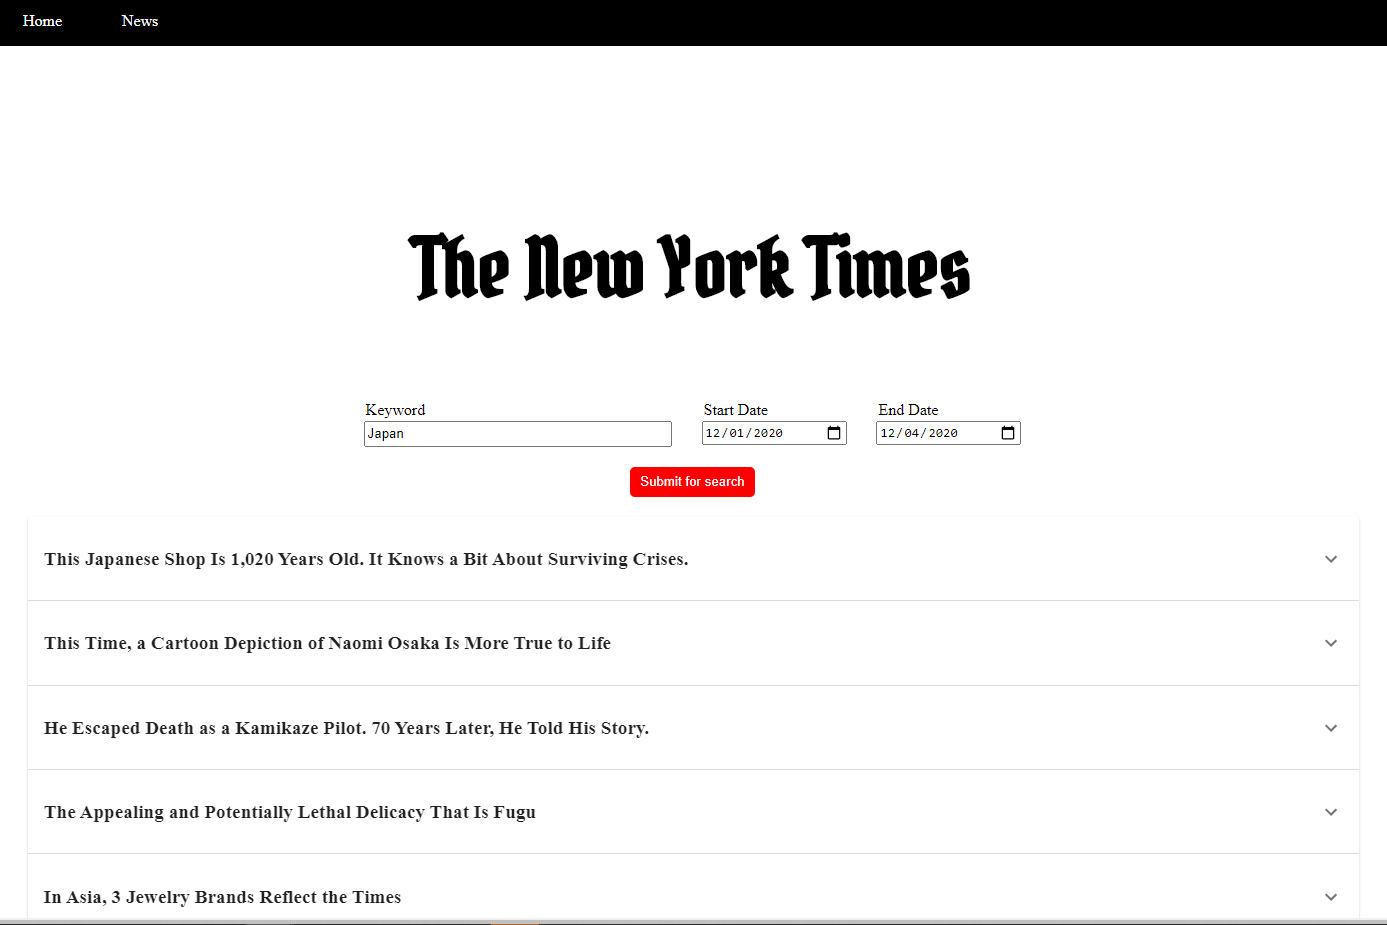 Home News
The New York Times
Keyword Start Date End Date
Japan 12/01/2020 12/04/2020
Submit for search
This Japanese Shop Is 1,020 Years Old. It Knows a Bit About Surviving Crises.
This Time, a Cartoon Depiction of Naomi Osaka Is More True to Life
He Escaped Death as a Kamikaze Pilot. 70 Years Later, He Told His Story.
The Appealing and Potentially Lethal Delicacy That Is Fugu
In Asia, 3 Jewelry Brands Reflect the Times